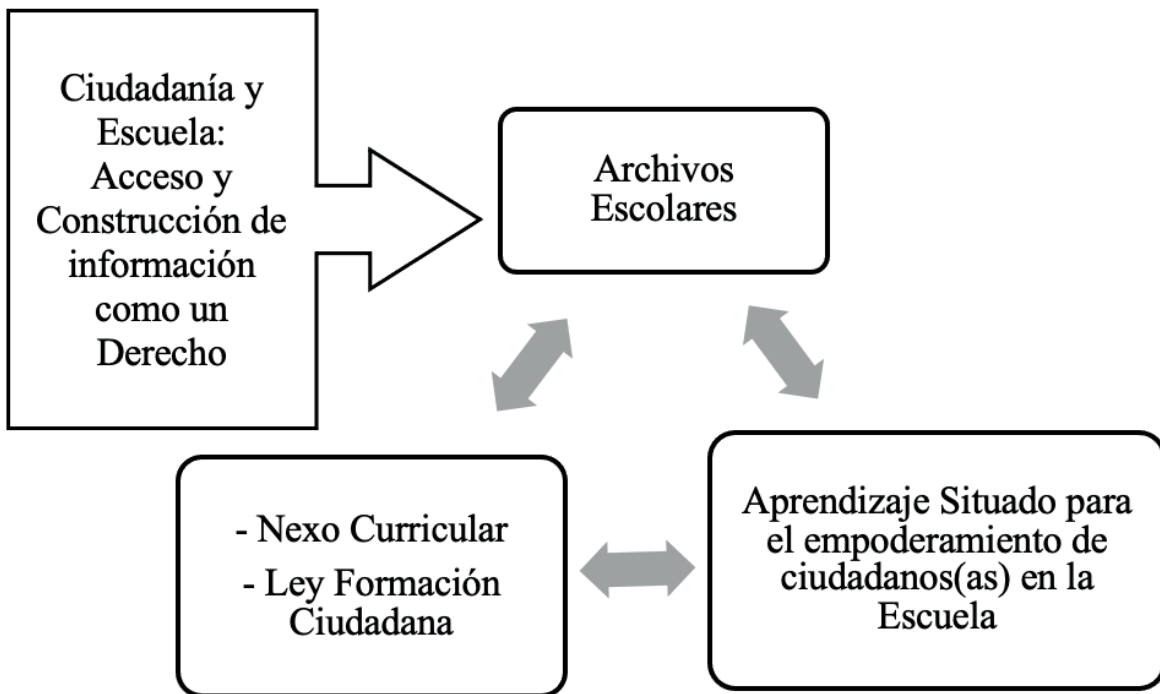 Ciudadanía y
Escuela:
Acceso y
Construcción de
información
como un
Derecho
Archivos
Escolares
- Nexo Curricular
- Ley Formación
Ciudadana
Aprendizaje Situado para
el empoderamiento de
ciudadanos(as) en la
Escuela